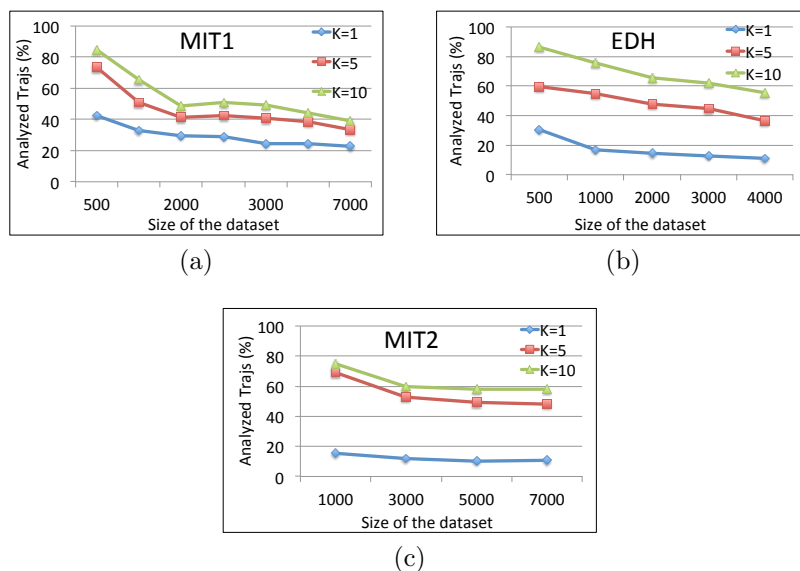 MIT1
K=1
K=5
K=10
100
80
60
40
20
0
Analyzed Trajs (%)
500 2000 3000 7000
Size of the dataset
(a)
EDH
K=1
K=5
K=10
100
80
60
40
20
0
Analyzed Trajs (%)
500 1000 2000 3000 4000
Size of the dataset
(b)
MIT2
K=1
K=5
K=10
100
80
60
40
20
0
Analyzed Trajs (%)
1000 3000 5000 7000
Size of the dataset
(c)